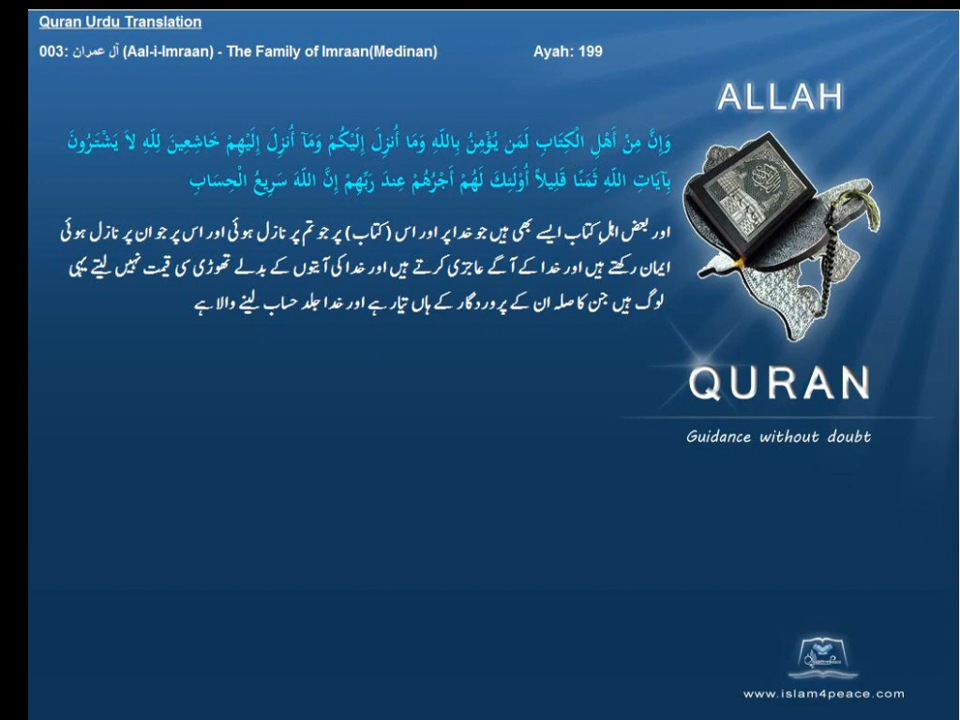 Quran Urdu Translation
003: آل عمران (Aal-i-Imraan) - The Family of Imraan(Medinan) Ayah: 199
ALLAH
وَإِنَّ مِنْ أَهْلِ الْكِتَابِ لَمَن يُؤْمِنُ بِاللّهِ وَمَا أُنزِلَ إِلَيْكُمْ وَمَآ أُنزِلَ إِلَيْهِمْ خَاشِعِينَ لِلّهِ لاَ يَشْتَرُونَ
بِآيَاتِ اللّهِ ثَمَنًا قَلِيلاً أُوْلَئِكَ لَهُمْ أَجْرُهُمْ عِندَ رَبِّهِمْ إِنَّ اللّهَ سَرِيعُ الْحِسَابِ
اور بعض اہلِ کتاب ایسے بھی ہیں جو خدا پر اور اس (کتاب) پر جو تم پر نازل ہوئی اور اس پر جو ان پر نازل ہوئی
ایمان رکھتے ہیں اور خدا کے آگے عاجزی کرتے ہیں اور خدا کی آیتوں کے بدلے تھوڑی سی قیمت نہیں لیتے یہی
لوگ ہیں جن کا صلہ ان کے پروردگار کے ہاں تیار ہے اور خدا جلد حساب لینے والا ہے
QURAN
Guidance without doubt
www.islam4peace.com